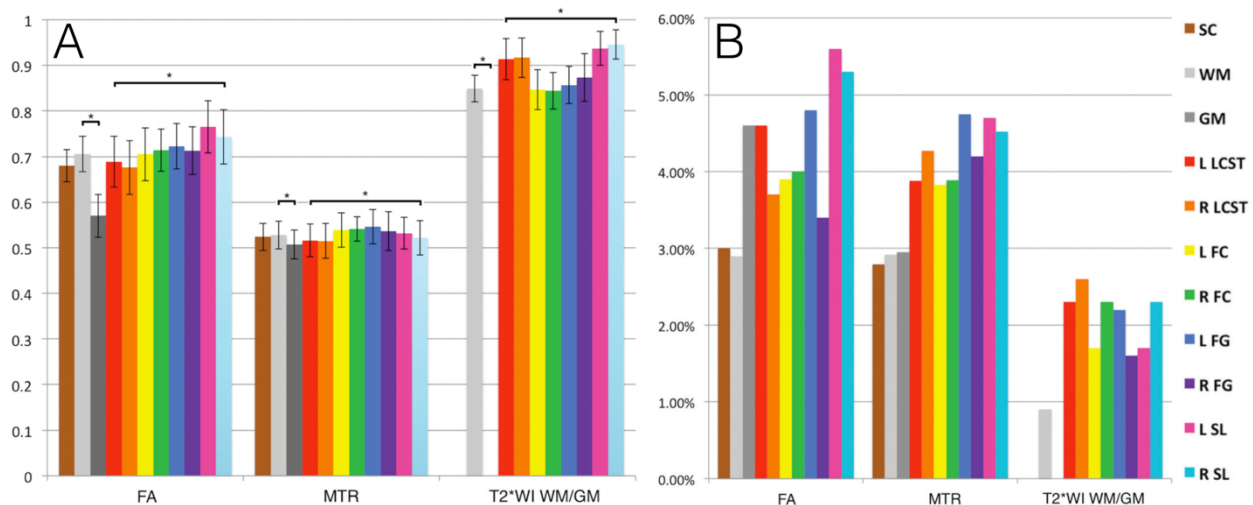 A
1
0.9
0.8
0.7
0.6
0.5
0.4
0.3
0.2
0.1
0
*
*
*
*
*
*
FA
MTR
T2*WI WM/GM
B
6.00%
5.00%
4.00%
3.00%
2.00%
1.00%
0.00%
FA
MTR
T2*WI WM/GM
SC
WM
GM
L LCST
R LCST
L FC
R FC
L FG
R FG
L SL
R SL